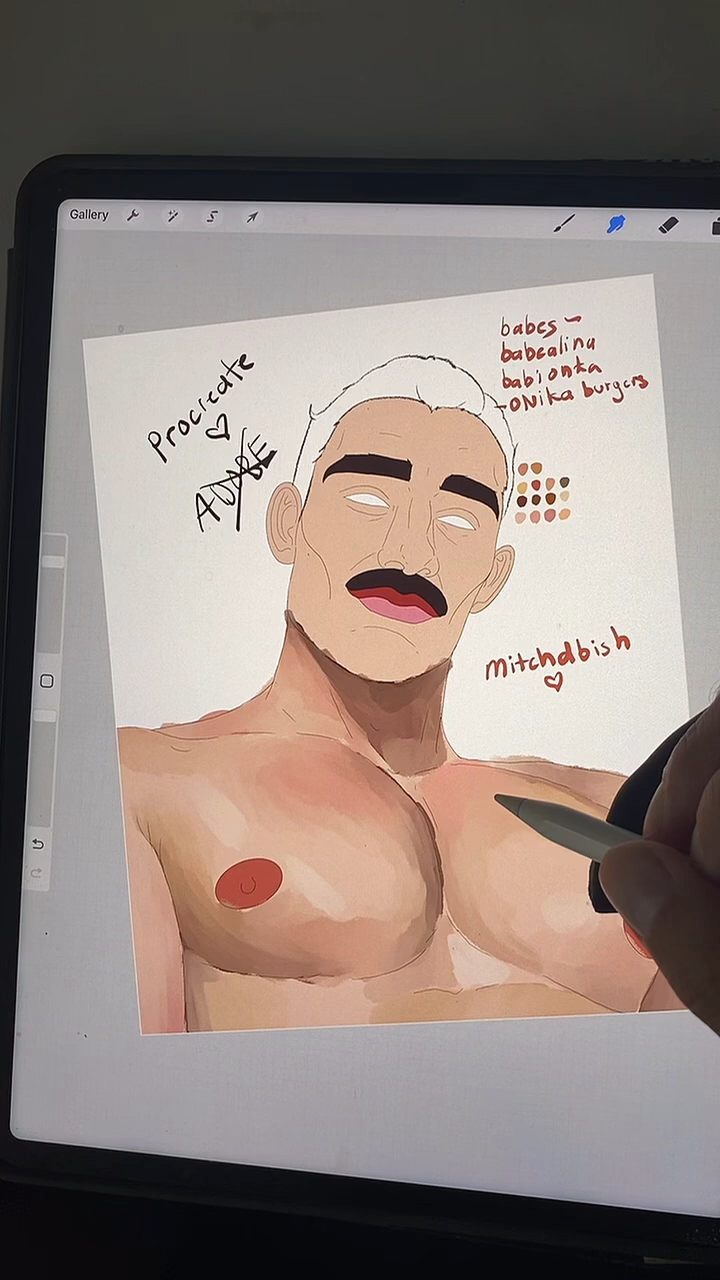 Gallery
Procreate
ADOBE
babes ~
babealina
babionka
-ONika burgers
mitchdbish